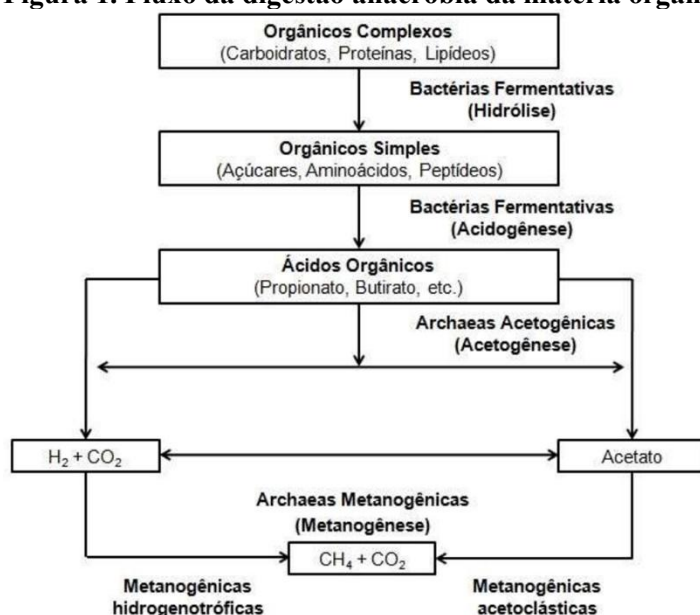 Figura 1. Fluxo da digestão anaeróbia da matéria orgân
Orgânicos Complexos
(Carboidratos, Proteínas, Lipídeos)
Bactérias Fermentativas
(Hidrólise)
Orgânicos Simples
(Açúcares, Aminoácidos, Peptídeos)
Bactérias Fermentativas
(Acidogênese)
Ácidos Orgânicos
(Propionato, Butirato, etc.)
Archaeas Acetogênicas
(Acetogênese)
H₂ + CO₂
Acetato
Archaeas Metanogênicas
(Metanogênese)
CH₄ + CO₂
Metanogênicas
hidrogenotróficas
Metanogênicas
acetoclásticas